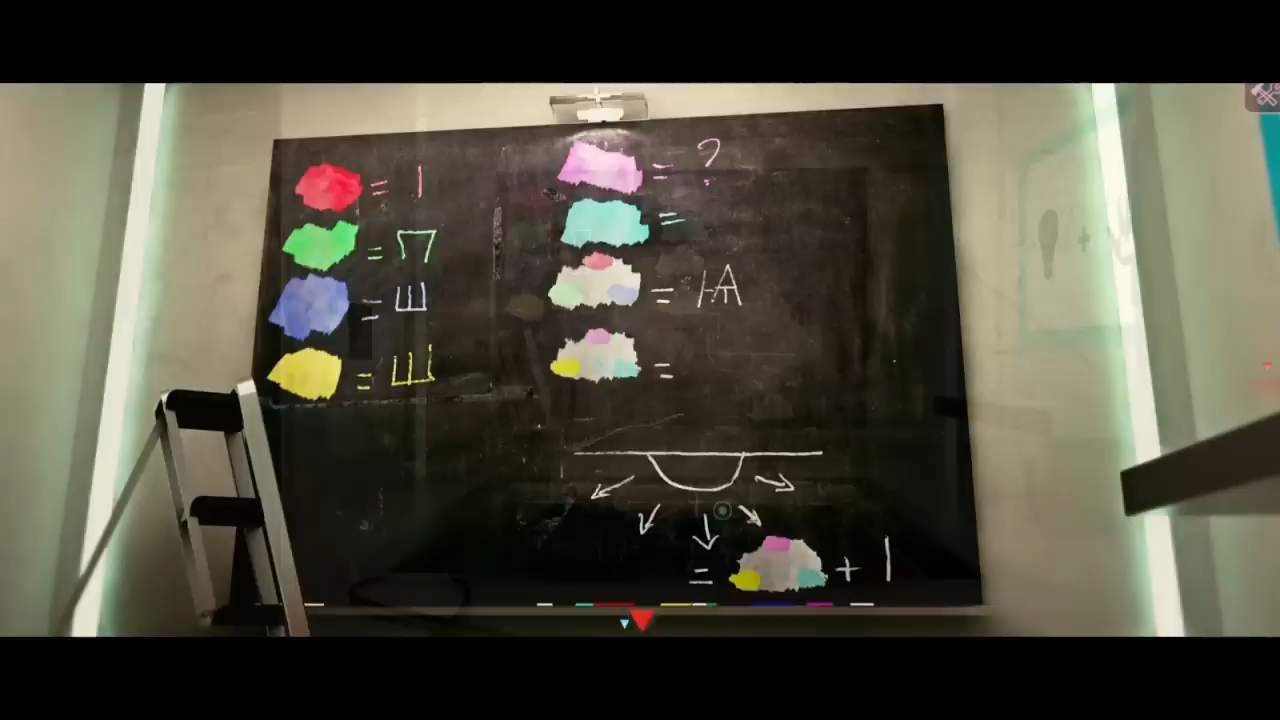 = 1
= П
= Ш
= Ш
= ?
=
=
=
= + 1